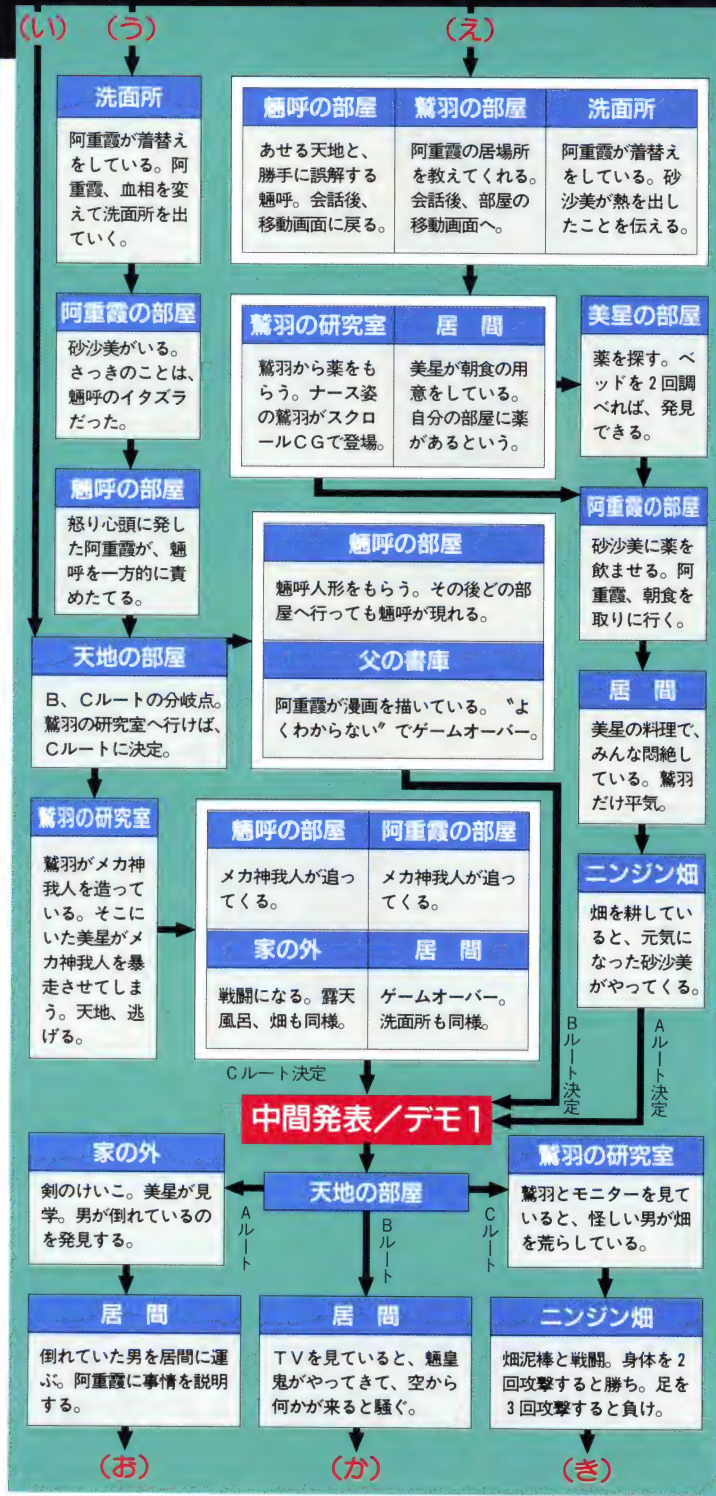 (い) (う) (え)
洗面所
阿重霞が着替え
をしている。阿
重霞、血相を変
えて洗面所を出
ていく。
魎呼の部屋
あせる天地と、
勝手に誤解する
魎呼。会話後、
移動画面に戻る。
鷲羽の部屋
阿重霞の居場所
を教えてくれる。
会話後、部屋の
移動画面へ。
洗面所
阿重霞が着替え
をしている。砂
沙美が熱を出し
たことを伝える。
阿重霞の部屋
砂沙美がいる。
さっきのことは、
魎呼のイタズラ
だった。
鷲羽の研究室
鷲羽から薬をも
らう。ナース姿
の鷲羽がスクロ
ールCGで登場。
居間
美星が朝食の用
意をしている。
自分の部屋に薬
があるという。
美星の部屋
薬を探す。ベ
ッドを2回調
べれば、発見
できる。
魎呼の部屋
怒り心頭に発し
た阿重霞が、魎
呼を一方的に責
めたてる。
魎呼の部屋
魎呼人形をもらう。その後どの部
屋へ行っても魎呼が現れる。
父の書庫
阿重霞が漫画を描いている。〝よ
くわからない〟でゲームオーバー。
阿重霞の部屋
砂沙美に薬を
飲ませる。阿
重霞、朝食を
取りに行く。
天地の部屋
B、Cルートの分岐点。
鷲羽の研究室へ行けば、
Cルートに決定。
居間
美星の料理で、
みんな悶絶し
ている。鷲羽
だけ平気。
鷲羽の研究室
鷲羽がメカ神
我人を造って
いる。そこに
いた美星がメ
カ神我人を暴
走させてしま
う。天地、逃
げる。
魎呼の部屋
メカ神我人が追っ
てくる。
阿重霞の部屋
メカ神我人が追っ
てくる。
家の外
戦闘になる。露天
風呂、畑も同様。
居間
ゲームオーバー。
洗面所も同様。
ニンジン畑
畑を耕してい
ると、元気に
なった砂沙美
がやってくる。
Cルート決定
Bルート決定
Aルート決定
中間発表／デモ1
天地の部屋
Aルート
Bルート
Cルート
家の外
剣のけいこ。美星が見
学。男が倒れているの
を発見する。
鷲羽の研究室
鷲羽とモニターを見て
いると、怪しい男が畑
を荒らしている。
居間
倒れていた男を居間に運
ぶ。阿重霞に事情を説明
する。
居間
TVを見ていると、魎皇
鬼がやってきて、空から
何かが来ると騒ぐ。
ニンジン畑
畑泥棒と戦闘。身体を2
回攻撃すると勝ち。足を
3回攻撃すると負け。
(お) (か) (き)